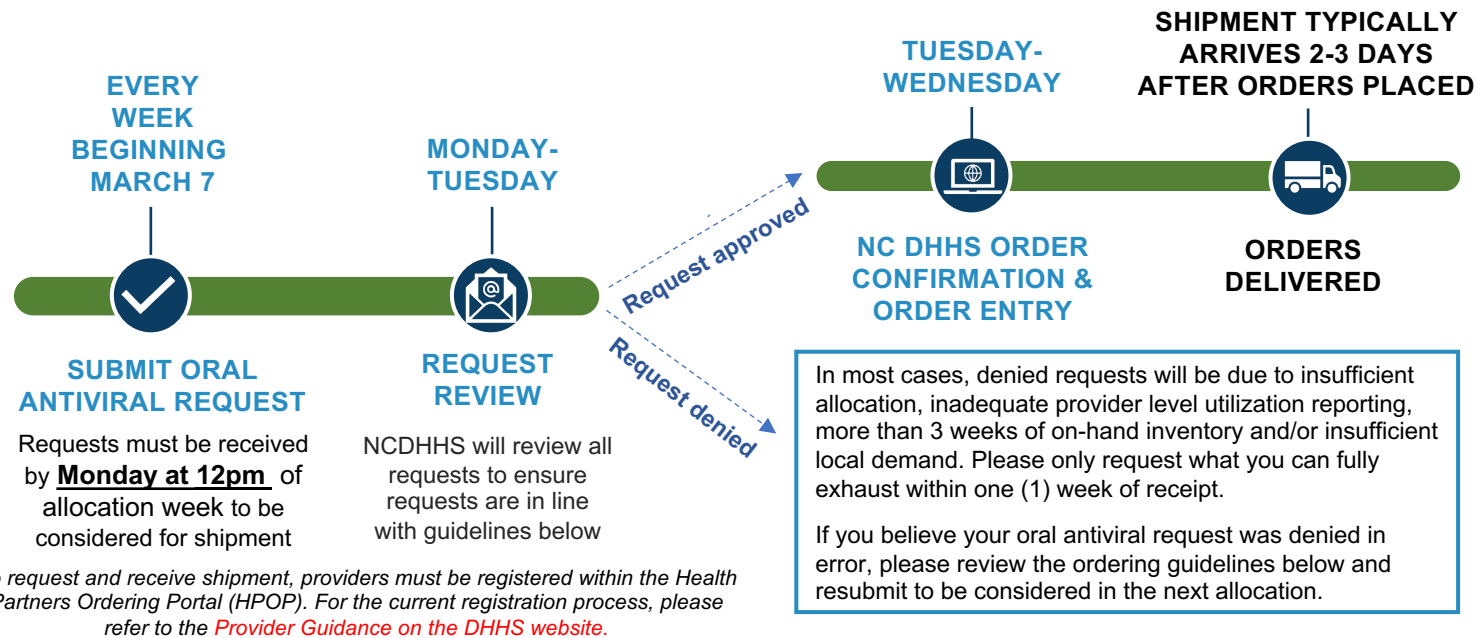 EVERY
WEEK
BEGINNING
MARCH 7
SUBMIT ORAL
ANTIVIRAL REQUEST
Requests must be received
by Monday at 12pm of
allocation week to be
considered for shipment
MONDAY-
TUESDAY
@
REQUEST
REVIEW
NCDHHS will review all
requests to ensure
requests are in line
with guidelines below
Request approved
Request denied
TUESDAY-
WEDNESDAY
NC DHHS ORDER
CONFIRMATION &
ORDER ENTRY
SHIPMENT TYPICALLY
ARRIVES 2-3 DAYS
AFTER ORDERS PLACED
ORDERS
DELIVERED
In most cases, denied requests will be due to insufficient
allocation, inadequate provider level utilization reporting,
more than 3 weeks of on-hand inventory and/or insufficient
local demand. Please only request what you can fully
exhaust within one (1) week of receipt.
If you believe your oral antiviral request was denied in
error, please review the ordering guidelines below and
resubmit to be considered in the next allocation.
request and receive shipment, providers must be registered within the Health
Partners Ordering Portal (HPOP). For the current registration process, please
refer to the Provider Guidance on the DHHS website.